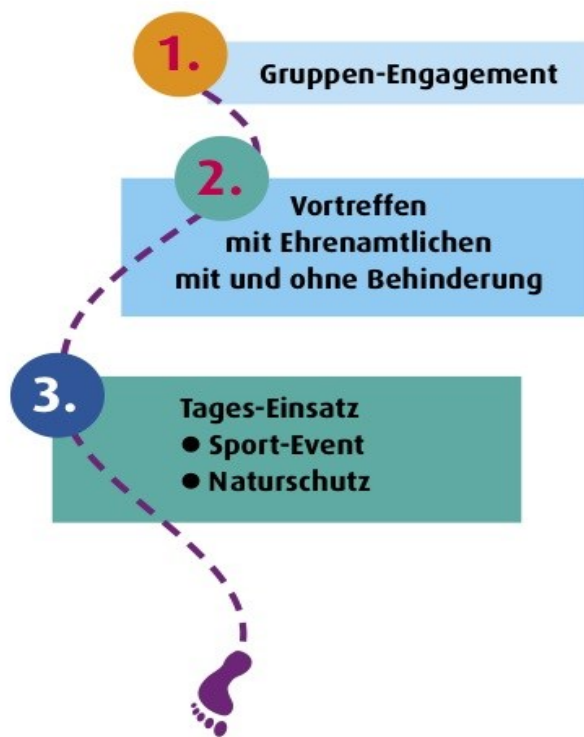 1.
Gruppen-Engagement
2.
Vortreffen
mit Ehrenamtlichen
mit und ohne Behinderung
3.
Tages-Einsatz
● Sport-Event
● Naturschutz